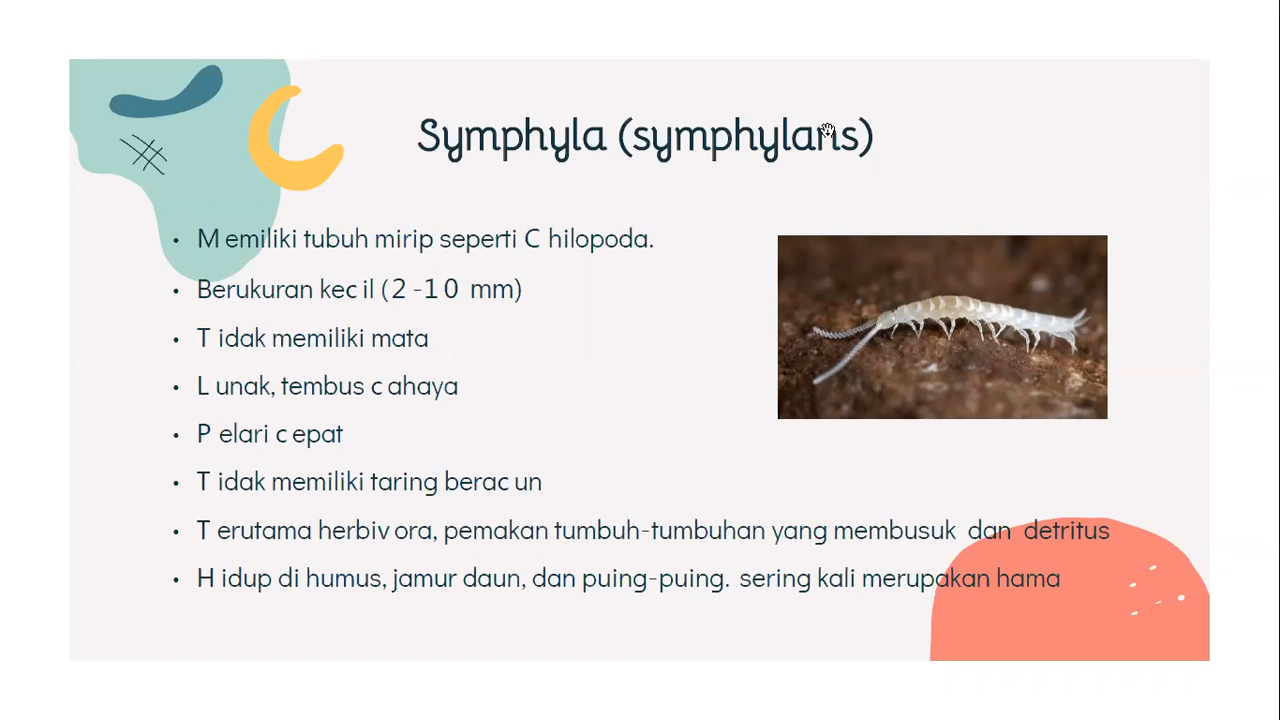 Symphyla (symphylans)
• Memiliki tubuh mirip seperti Chilopoda.
• Berukuran kecil (2-10 mm)
• Tidak memiliki mata
• Lunak, tembus cahaya
• Pelari cepat
• Tidak memiliki taring beracun
• Terutama herbivora, pemakan tumbuh-tumbuhan yang membusuk dan detritus
• Hidup di humus, jamur daun, dan puing-puing. sering kali merupakan hama